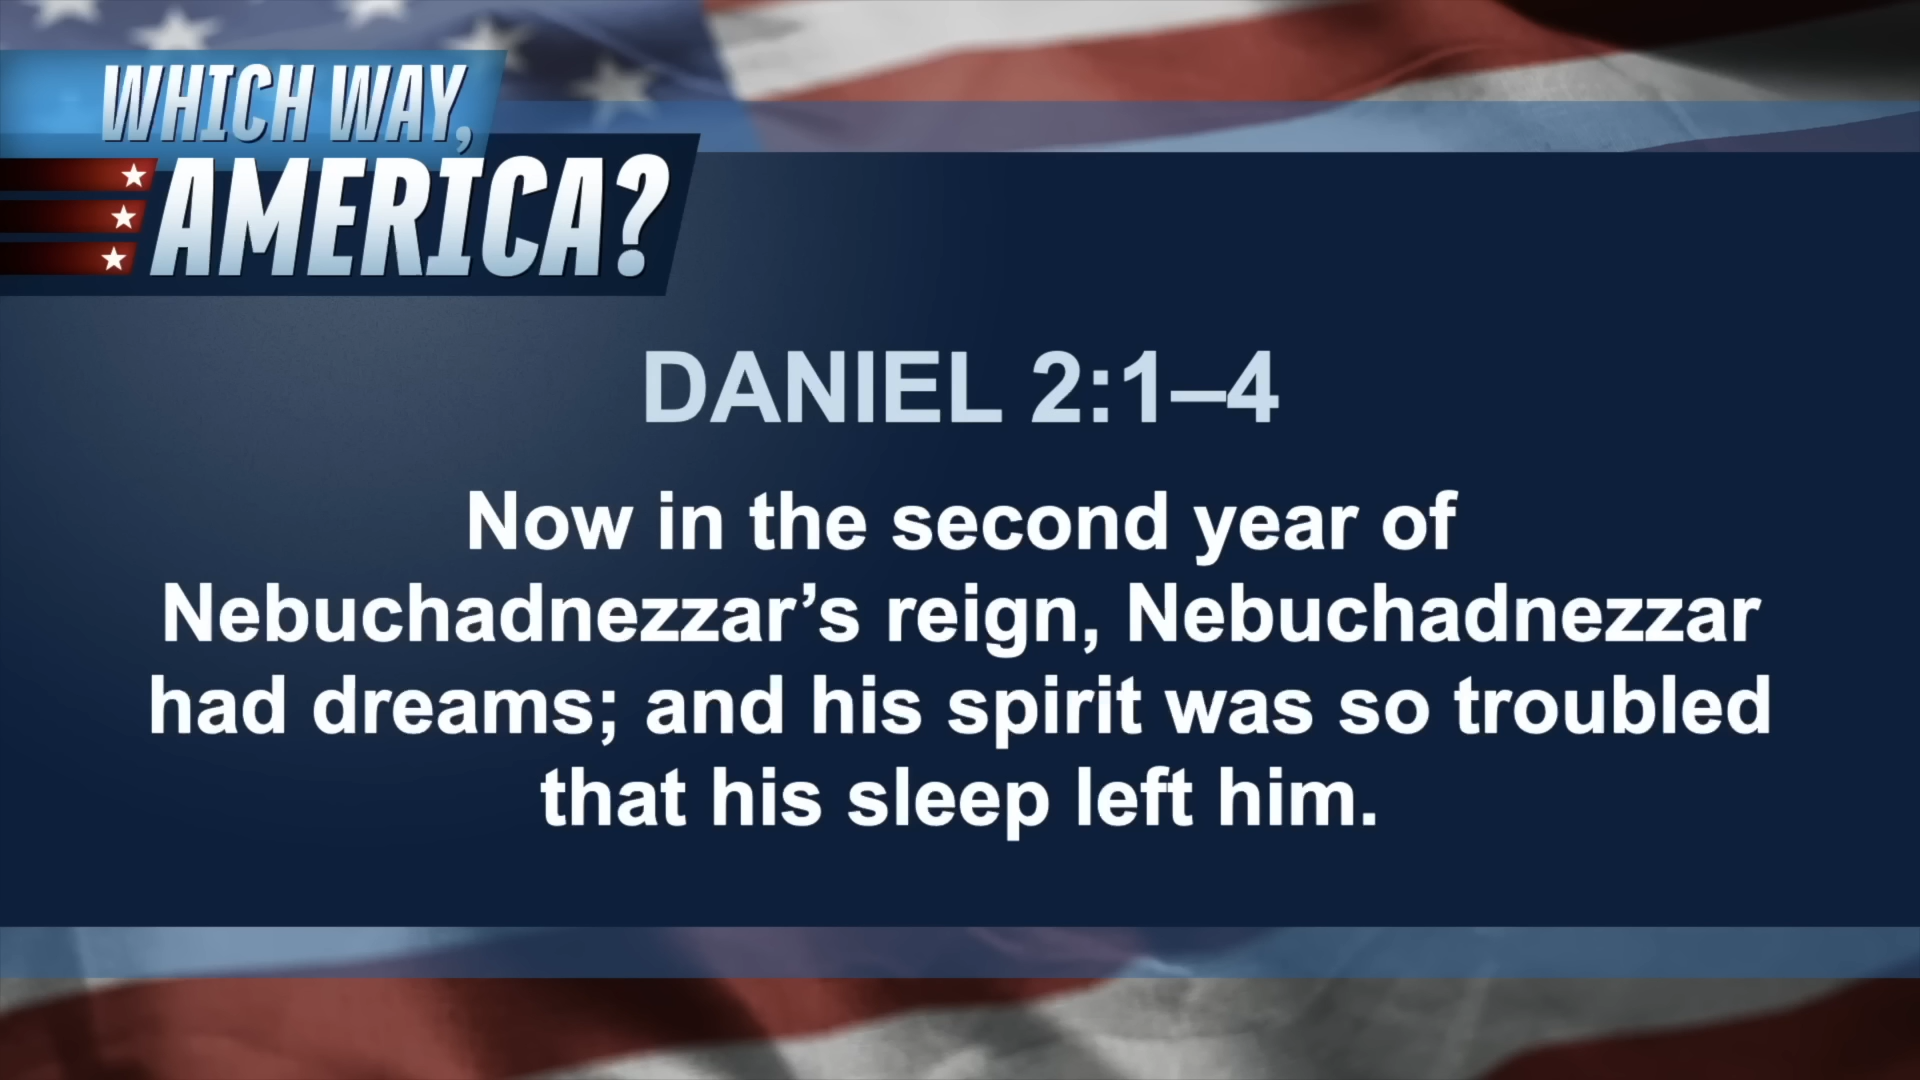 WHICH WAY,
AMERICA?
DANIEL 2:1–4
Now in the second year of
Nebuchadnezzar’s reign, Nebuchadnezzar
had dreams; and his spirit was so troubled
that his sleep left him.